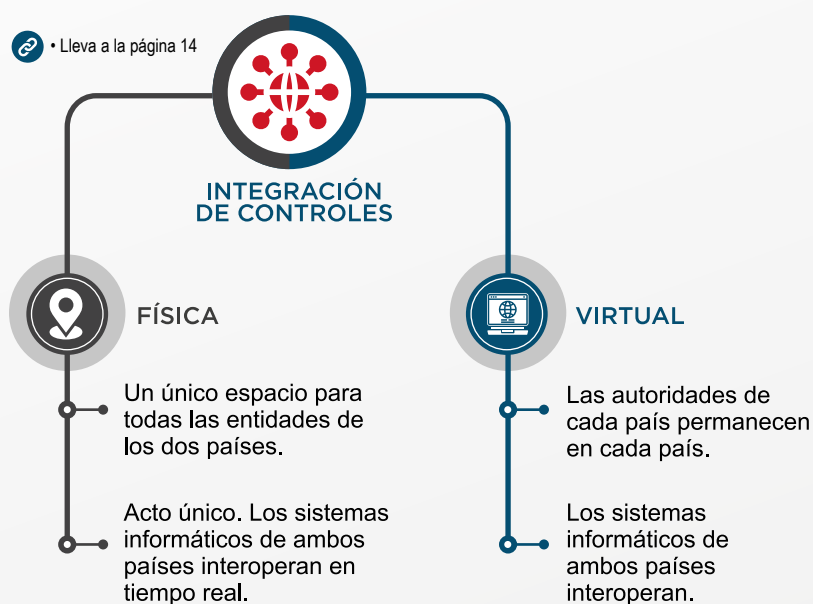 • Lleva a la página 14
INTEGRACIÓN
DE CONTROLES
FÍSICA
Un único espacio para
todas las entidades de
los dos países.
Acto único. Los sistemas
informáticos de ambos
países interoperan en
tiempo real.
VIRTUAL
Las autoridades de
cada país permanecen
en cada país.
Los sistemas
informáticos de
ambos países
interoperan.